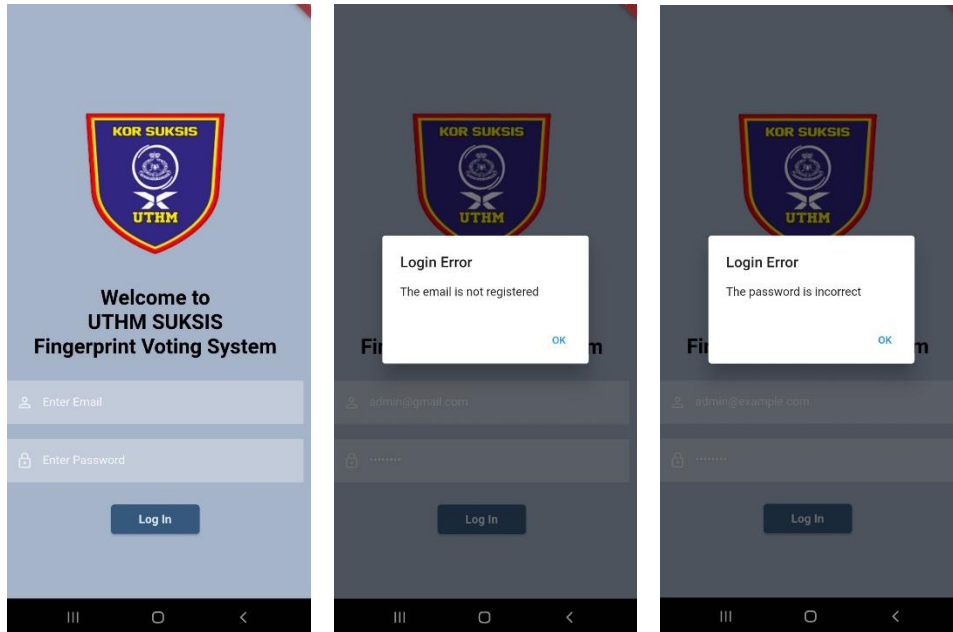 KOR SUKSIS
UTHM
Welcome to
UTHM SUKSIS
Fingerprint Voting System
Enter Email
Enter Password
Log In
KOR SUKSIS
UTHM
Login Error
The email is not registered
OK
Fi
m
admin@gmail.com
········
Log In
KOR SUKSIS
UTHM
Login Error
The password is incorrect
OK
Fi
m
admin@example.com
········
Log In